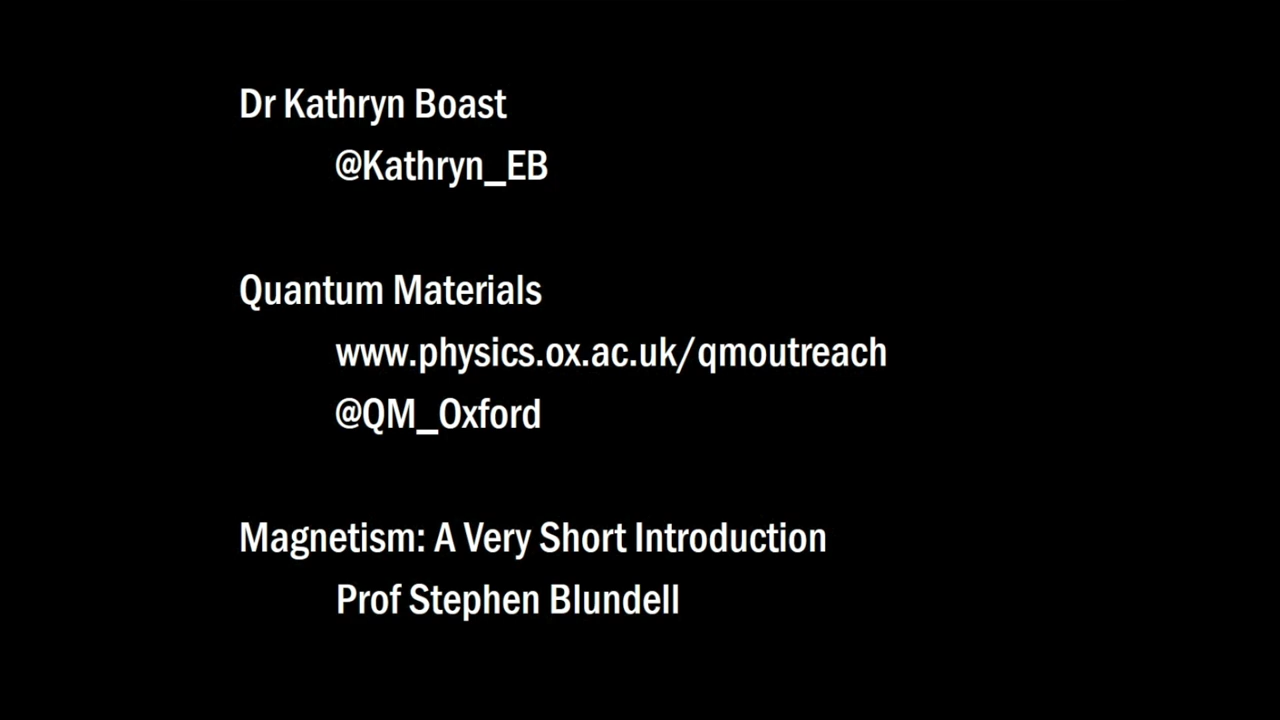 Dr Kathryn Boast
@Kathryn_EB
Quantum Materials
www.physics.ox.ac.uk/qmoutreach
@QM_Oxford
Magnetism: A Very Short Introduction
Prof Stephen Blundell